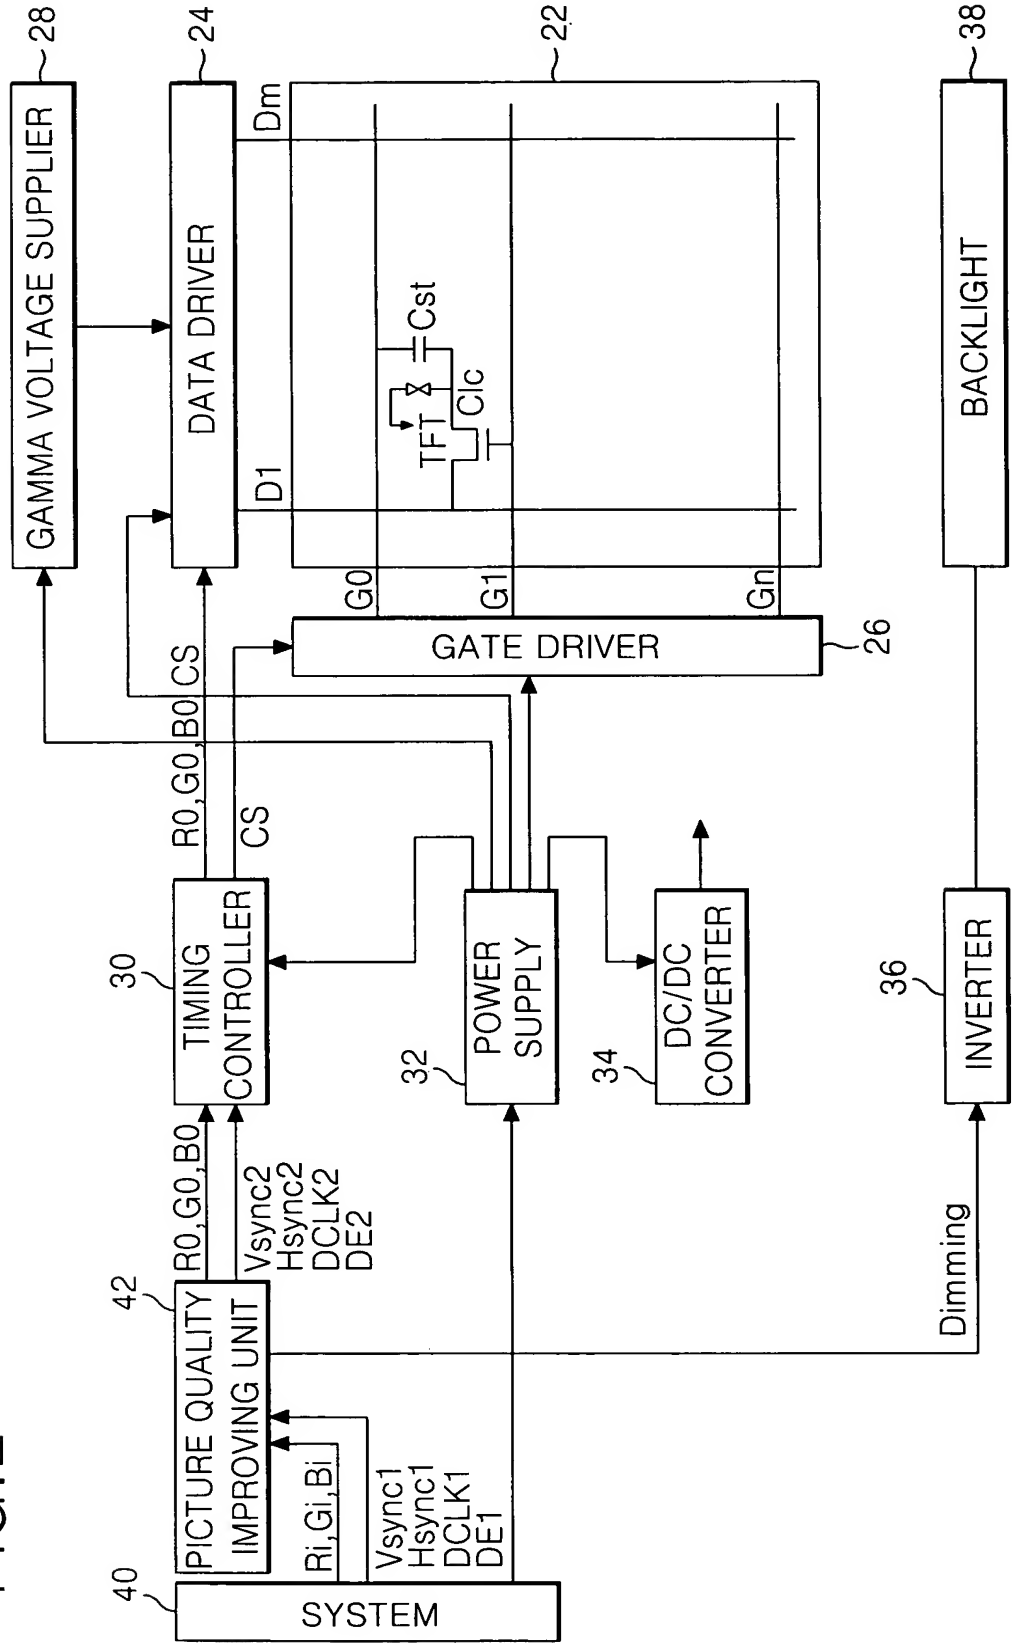 28
GAMMA VOLTAGE SUPPLIER
24
DATA DRIVER
22
D1
Dm
Cst
Clc
TFT
G0
G1
Gn
GATE DRIVER
26
R0,G0,B0 CS
CS
30
TIMING
CONTROLLER
32
POWER
SUPPLY
34
DC/DC
CONVERTER
36
INVERTER
38
BACKLIGHT
R0,G0,B0
Vsync2
Hsync2
DCLK2
DE2
42
PICTURE QUALITY
IMPROVING UNIT
Dimming
Ri,Gi,Bi
Vsync1
Hsync1
DCLK1
DE1
40
SYSTEM